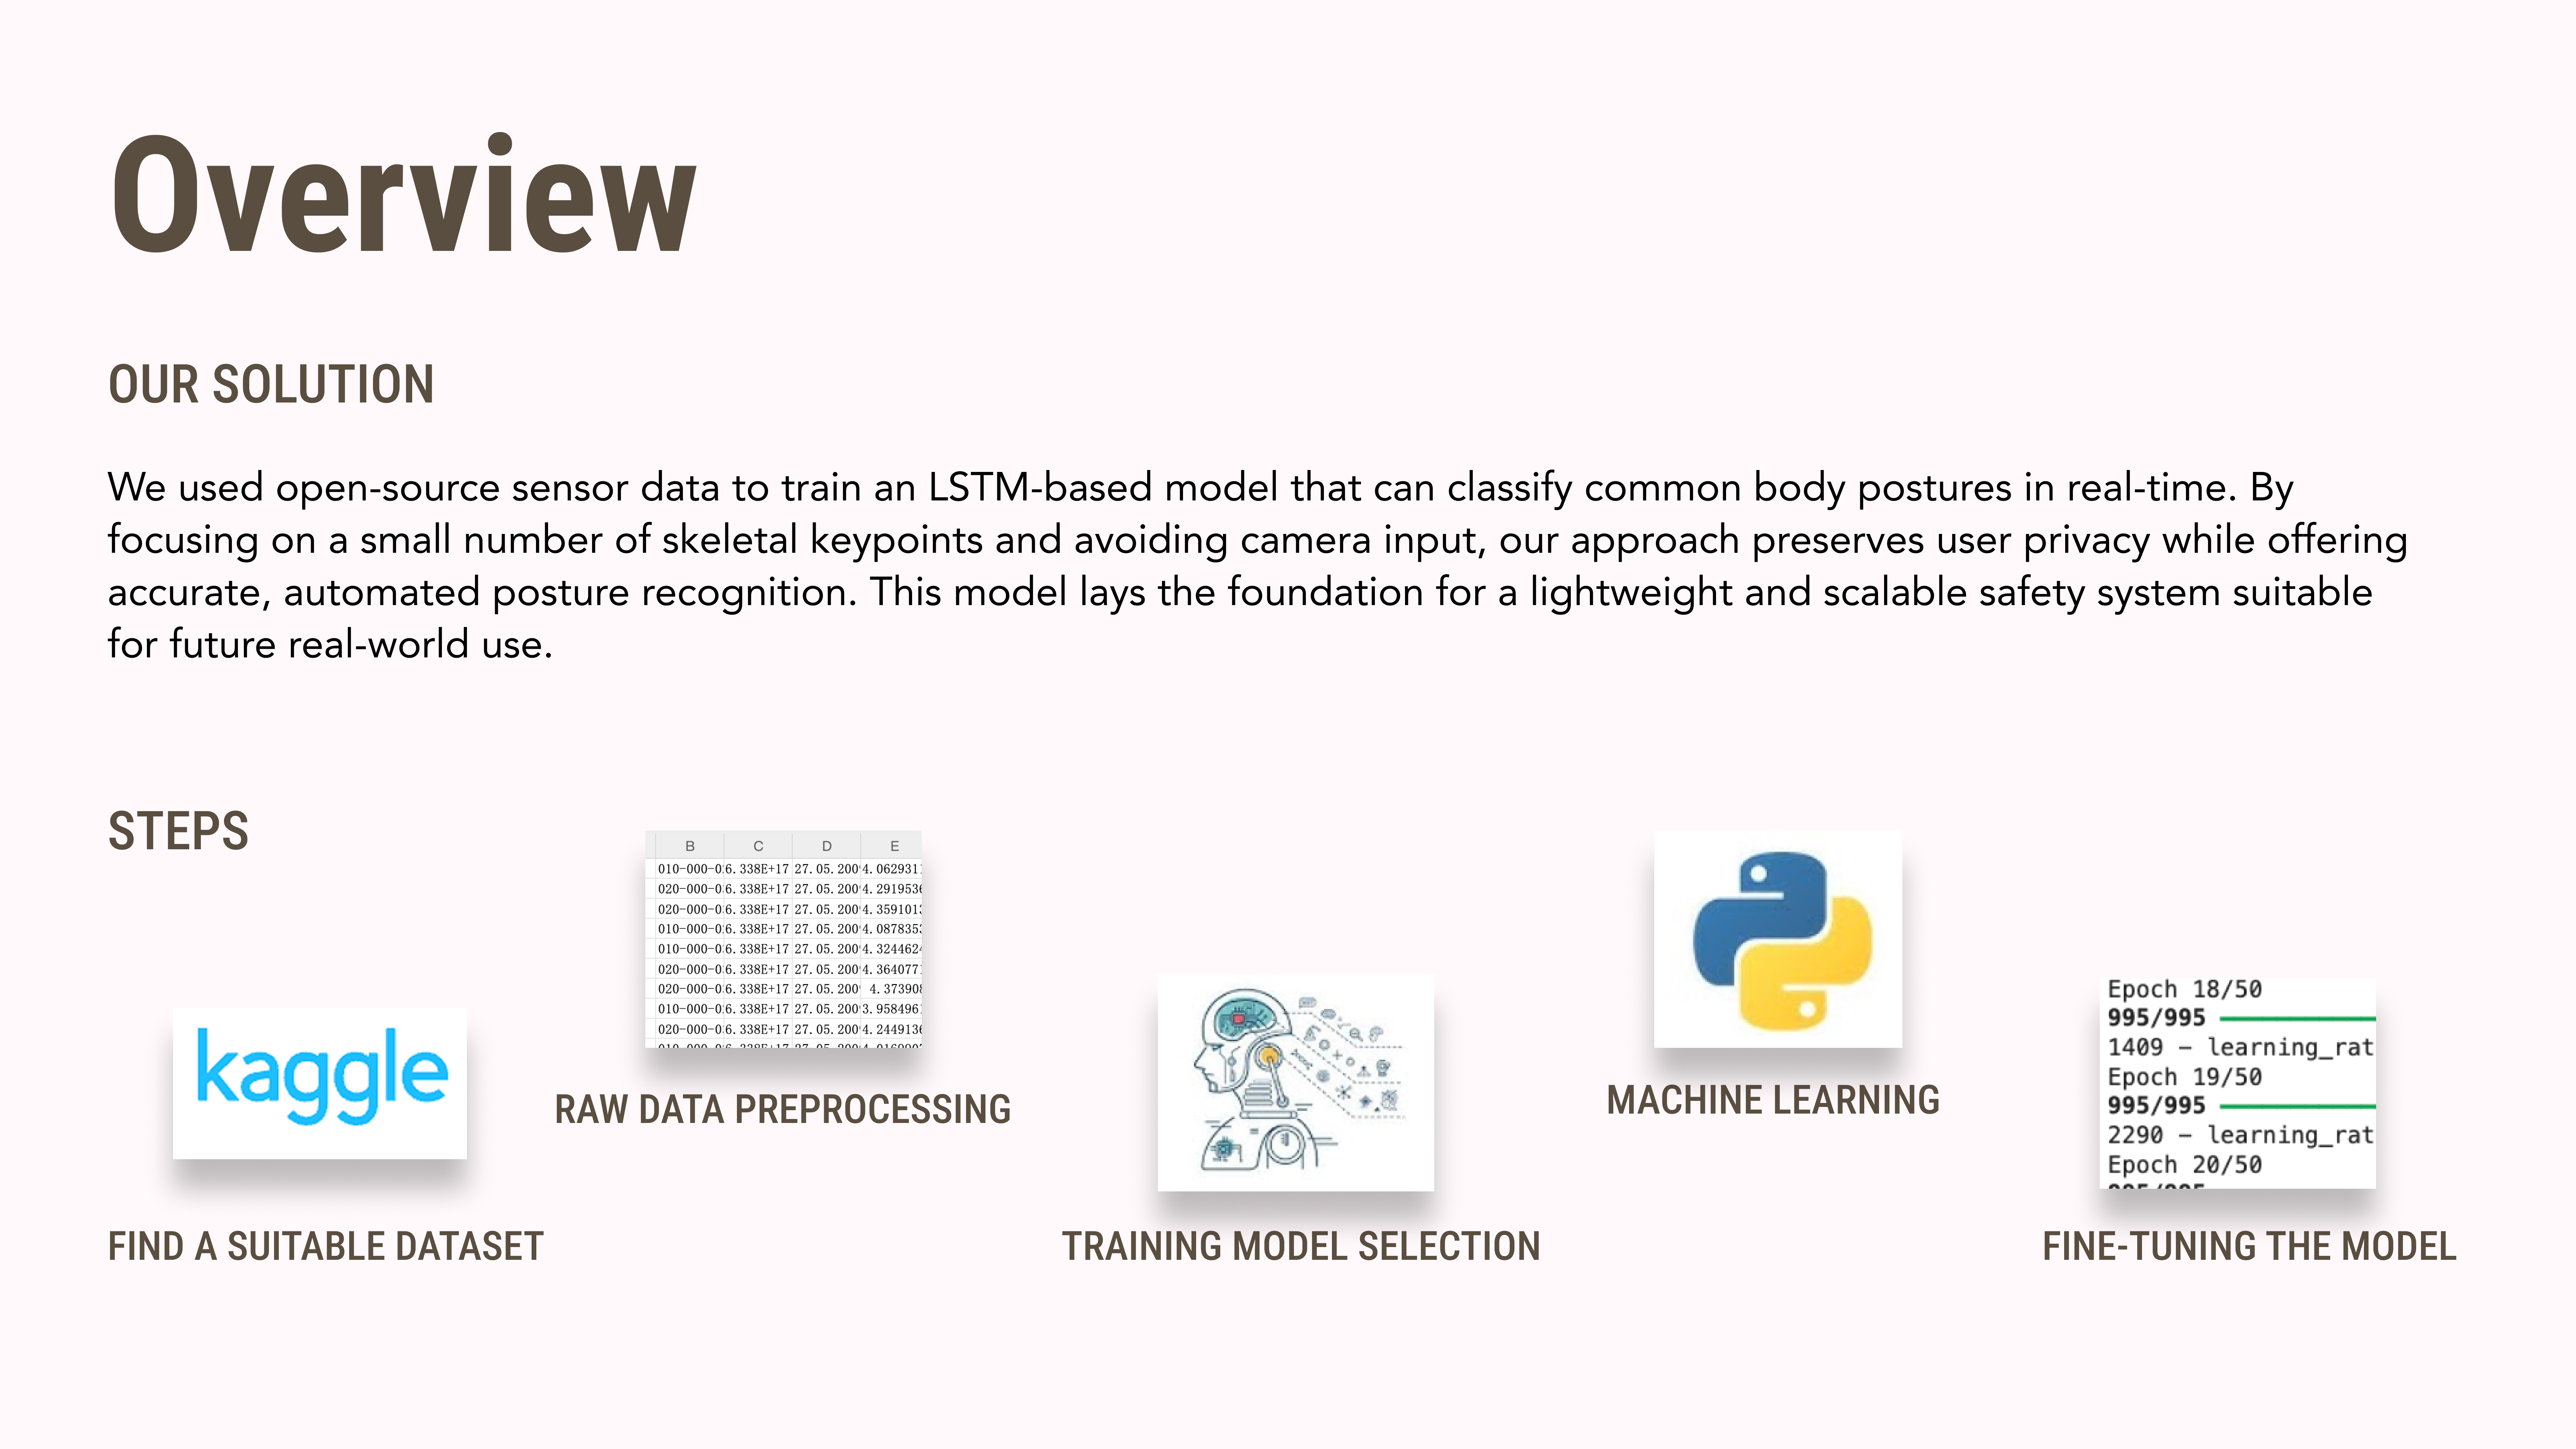 Overview
OUR SOLUTION
We used open-source sensor data to train an LSTM-based model that can classify common body postures in real-time. By
focusing on a small number of skeletal keypoints and avoiding camera input, our approach preserves user privacy while offering
accurate, automated posture recognition. This model lays the foundation for a lightweight and scalable safety system suitable
for future real-world use.
STEPS
B C D E
010-000-0 6.338E+17 27.05.200 4.062931
020-000-0 6.338E+17 27.05.200 4.2919536
020-000-0 6.338E+17 27.05.200 4.359101
010-000-0 6.338E+17 27.05.200 4.087835
010-000-0 6.338E+17 27.05.200 4.324462
020-000-0 6.338E+17 27.05.200 4.364077
020-000-0 6.338E+17 27.05.200 4.37390
010-000-0 6.338E+17 27.05.200 3.958496
020-000-0 6.338E+17 27.05.200 4.244913
kaggle
RAW DATA PREPROCESSING
MACHINE LEARNING
Epoch 18/50
995/995
1409 - learning_rat
Epoch 19/50
995/995
2290 - learning_rat
Epoch 20/50
FIND A SUITABLE DATASET
TRAINING MODEL SELECTION
FINE-TUNING THE MODEL